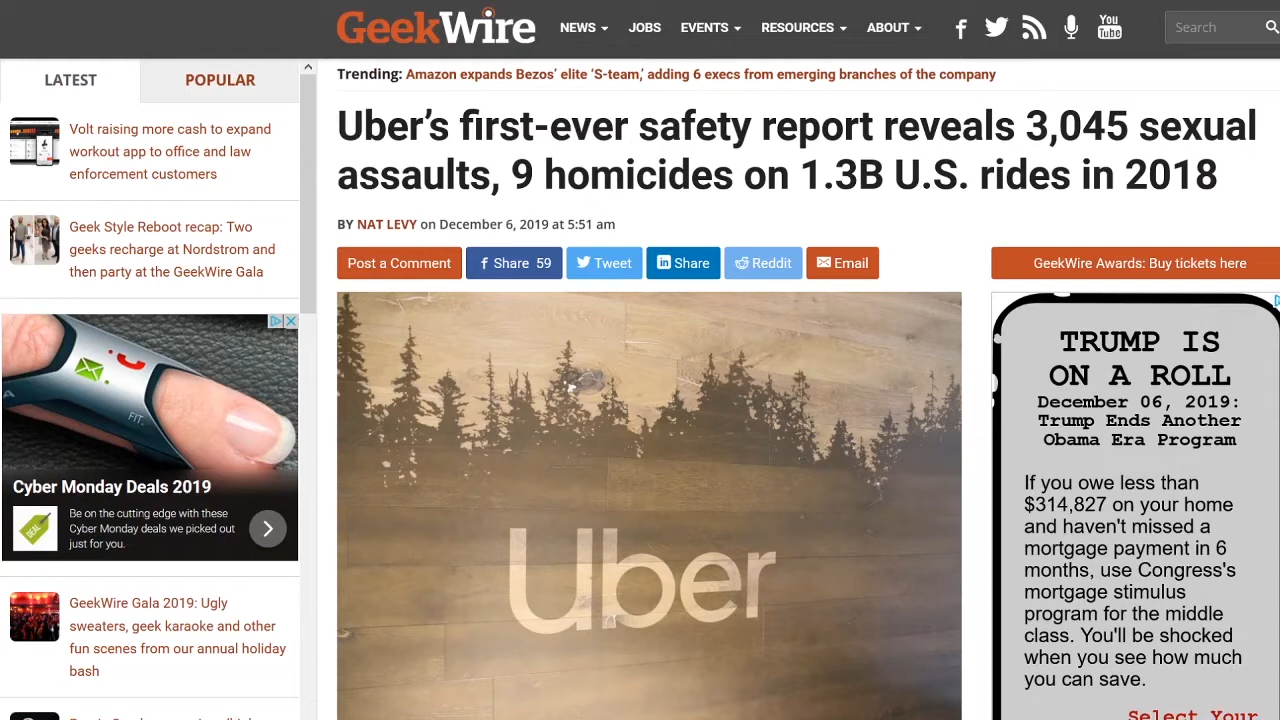 GeekWire
NEWS
JOBS
EVENTS
RESOURCES
ABOUT
You
Tube
Search
LATEST
POPULAR
Trending: Amazon expands Bezos’ elite ‘S-team,’ adding 6 execs from emerging branches of the company
Uber’s first-ever safety report reveals 3,045 sexual
assaults, 9 homicides on 1.3B U.S. rides in 2018
BY NAT LEVY on December 6, 2019 at 5:51 am
Post a Comment
Share 59
Tweet
Share
Reddit
Email
Uber
Volt raising more cash to expand
workout app to office and law
enforcement customers
Geek Style Reboot recap: Two
geeks recharge at Nordstrom and
then party at the GeekWire Gala
FIT.
Cyber Monday Deals 2019
DEAL
Be on the cutting edge with these
Cyber Monday deals we picked out
just for you.
GeekWire Gala 2019: Ugly
sweaters, geek karaoke and other
fun scenes from our annual holiday
bash
GeekWire Awards: Buy tickets here
TRUMP IS
ON A ROLL
December 06, 2019:
Trump Ends Another
Obama Era Program
If you owe less than
$314,827 on your home
and haven't missed a
mortgage payment in 6
months, use Congress's
mortgage stimulus
program for the middle
class. You'll be shocked
when you see how much
you can save.
Select Your